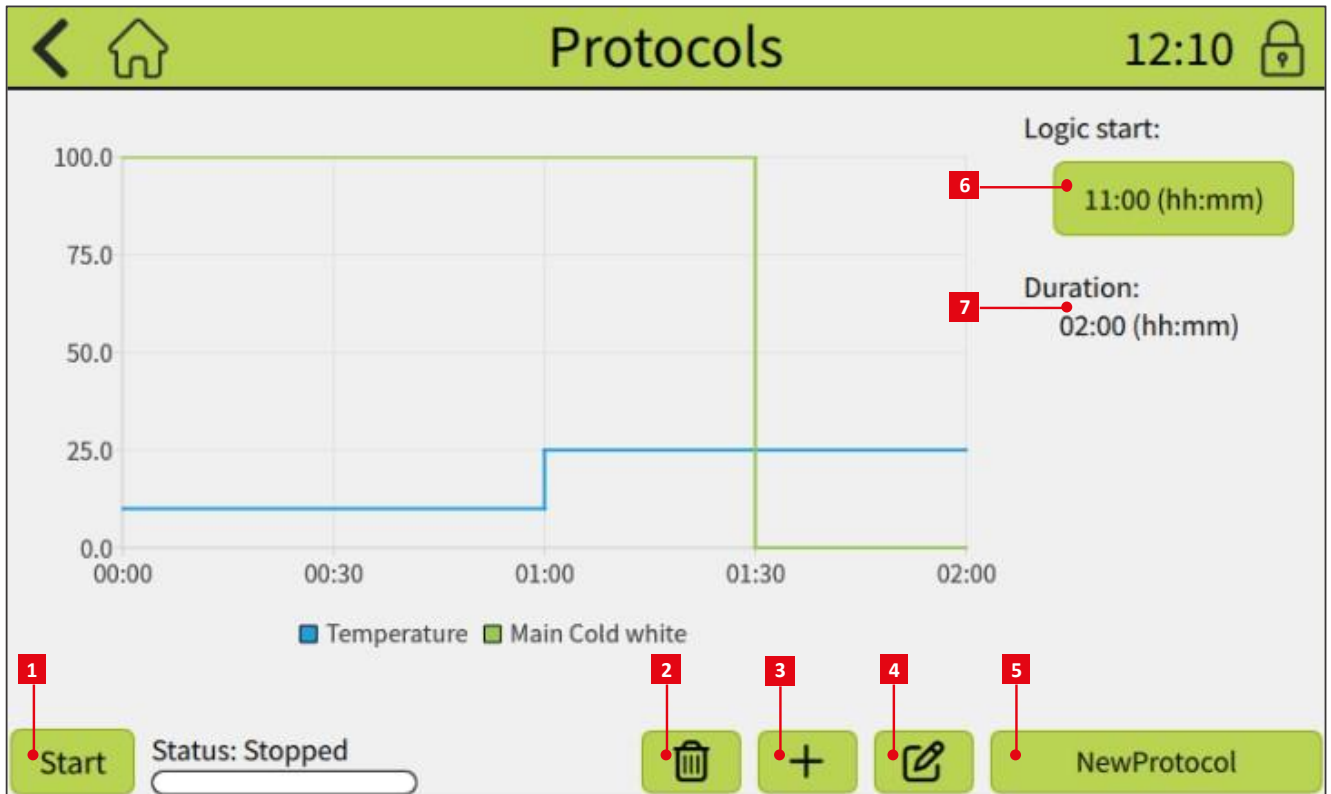 Protocols
12:10
Logic start:
100.0
6
11:00 (hh:mm)
75.0
Duration:
7
02:00 (hh:mm)
50.0
25.0
0.0
00:00 00:30 01:00 01:30 02:00
Temperature Main Cold white
1 2 3 4 5
Start
Status: Stopped
NewProtocol